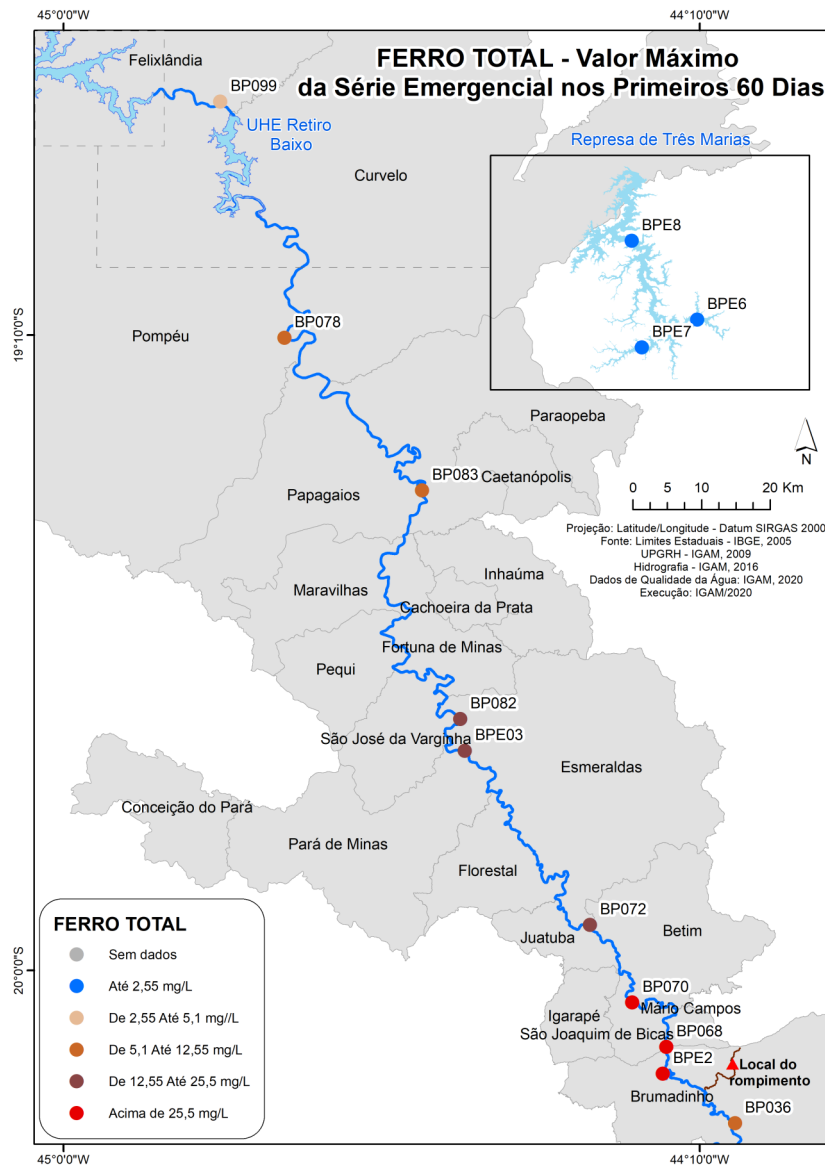 45°0'0"W
44°10'0"W
FERRO TOTAL - Valor Máximo
da Série Emergencial nos Primeiros 60 Dias
Felixlândia
BP099
UHE Retiro
Baixo
Represa de Três Marias
Curvelo
BPE8
BPE6
BPE7
BP078
Pompéu
19°10'0"S
Paraopeba
N
BP083
Caetanópolis
Papagaios
0 5 10 20 Km
Projeção: Latitude/Longitude - Datum SIRGAS 2000
Fonte: Limites Estaduais - IBGE, 2005
UPGRH - IGAM, 2009
Hidrografia - IGAM, 2016
Dados de Qualidade da Água: IGAM, 2020
Execução: IGAM/2020
Inhaúma
Maravilhas
Cachoeira da Prata
Fortuna de Minas
Pequi
BP082
São José da Varginha
BPE03
Esmeraldas
Conceição do Pará
Pará de Minas
Florestal
BP072
Juatuba
Betim
20°0'0"S
BP070
Mário Campos
Igarapé
São Joaquim de Bicas
BP068
BPE2
Local do
rompimento
Brumadinho
BP036
FERRO TOTAL
Sem dados
Até 2,55 mg/L
De 2,55 Até 5,1 mg//L
De 5,1 Até 12,55 mg/L
De 12,55 Até 25,5 mg/L
Acima de 25,5 mg/L
45°0'0"W
44°10'0"W